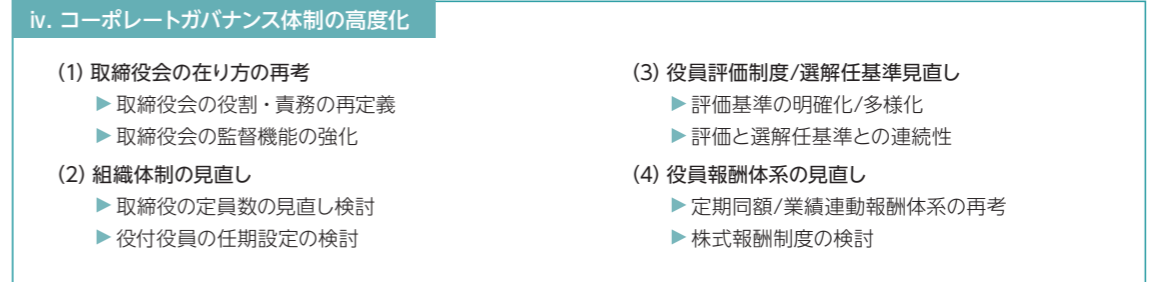 iv. コーポレートガバナンス体制の高度化
(1) 取締役会の在り方の再考
▶取締役会の役割・責務の再定義
▶取締役会の監督機能の強化
(2) 組織体制の見直し
▶取締役の定員数の見直し検討
▶役付役員の任期設定の検討
(3) 役員評価制度/選解任基準見直し
▶評価基準の明確化/多様化
▶評価と選解任基準との連続性
(4) 役員報酬体系の見直し
▶定期同額/業績連動報酬体系の再考
▶株式報酬制度の検討